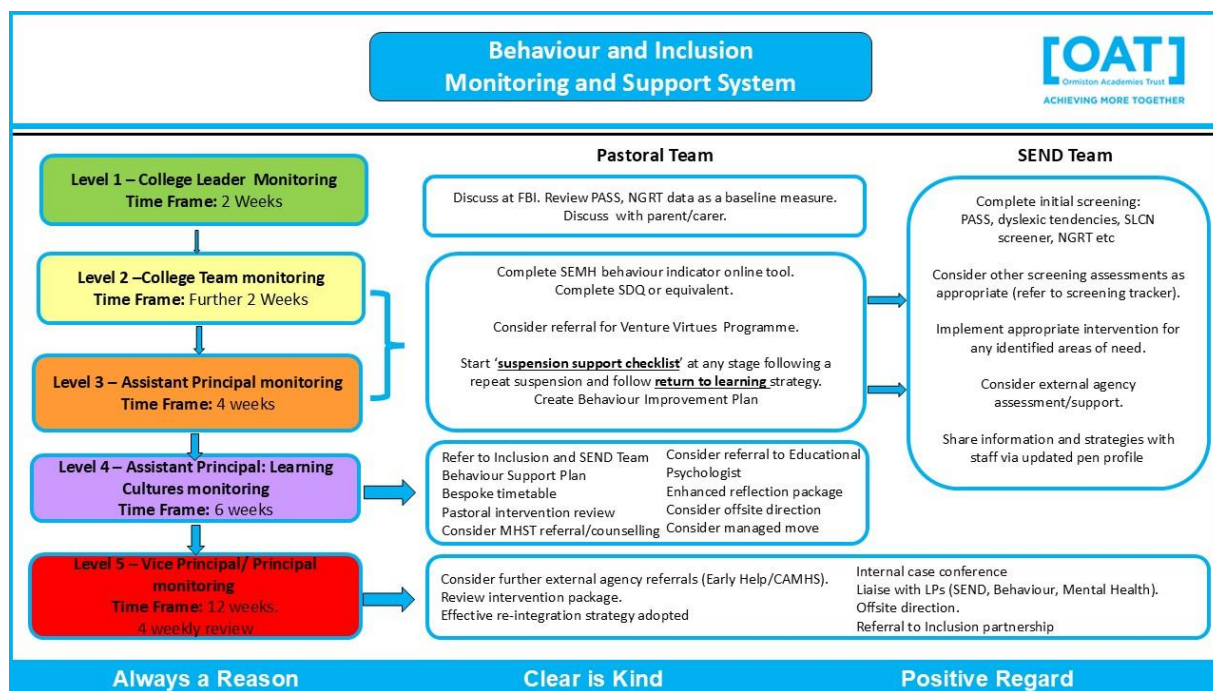 Behaviour and Inclusion
Monitoring and Support System
[OAT]
Ormiston Academies Trust
ACHIEVING MORE TOGETHER
Pastoral Team
SEND Team
Level 1 – College Leader Monitoring
Time Frame: 2 Weeks
Discuss at FBI. Review PASS, NGRT data as a baseline measure.
Discuss with parent/carer.
Level 2 –College Team monitoring
Time Frame: Further 2 Weeks
Level 3 – Assistant Principal monitoring
Time Frame: 4 weeks
Complete SEMH behaviour indicator online tool.
Complete SDQ or equivalent.
Consider referral for Venture Virtues Programme.
Start ‘suspension support checklist’ at any stage following a
repeat suspension and follow return to learning strategy.
Create Behaviour Improvement Plan
Complete initial screening:
PASS, dyslexic tendencies, SLCN
screener, NGRT etc
Consider other screening assessments as
appropriate (refer to screening tracker).
Implement appropriate intervention for
any identified areas of need.
Consider external agency
assessment/support.
Share information and strategies with
staff via updated pen profile
Level 4 – Assistant Principal: Learning
Cultures monitoring
Time Frame: 6 weeks
Refer to Inclusion and SEND Team
Behaviour Support Plan
Bespoke timetable
Pastoral intervention review
Consider MHST referral/counselling
Consider referral to Educational
Psychologist
Enhanced reflection package
Consider offsite direction
Consider managed move
Level 5 – Vice Principal/ Principal
monitoring
Time Frame: 12 weeks.
4 weekly review
Consider further external agency referrals (Early Help/CAMHS).
Review intervention package.
Effective re-integration strategy adopted
Internal case conference
Liaise with LPs (SEND, Behaviour, Mental Health).
Offsite direction.
Referral to Inclusion partnership
Always a Reason
Clear is Kind
Positive Regard